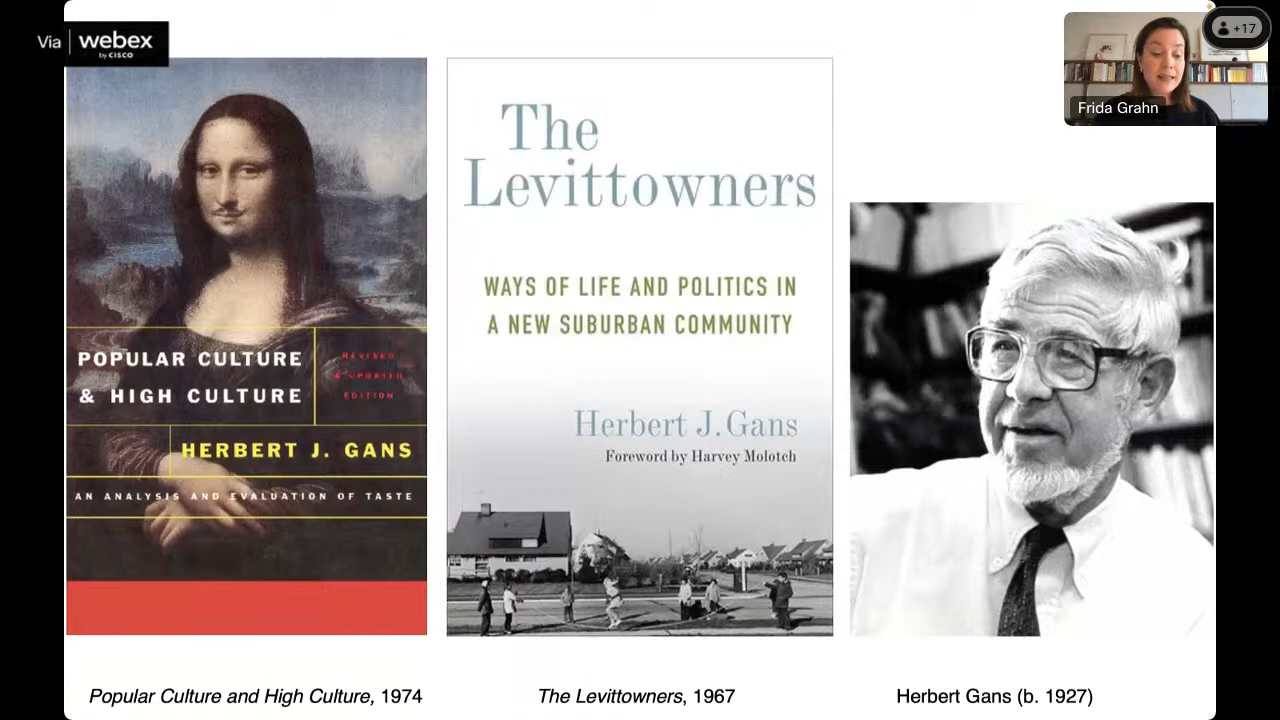 Via webex
by CISCO
+17
Frida Grahn
POPULAR CULTURE
& HIGH CULTURE
REVISED
& UPDATED
EDITION
HERBERT J. GANS
AN ANALYSIS AND EVALUATION OF TASTE
The
Levittowners
WAYS OF LIFE AND POLITICS IN
A NEW SUBURBAN COMMUNITY
Herbert J. Gans
Foreword by Harvey Molotch
Popular Culture and High Culture, 1974
The Levittowners, 1967
Herbert Gans (b. 1927)